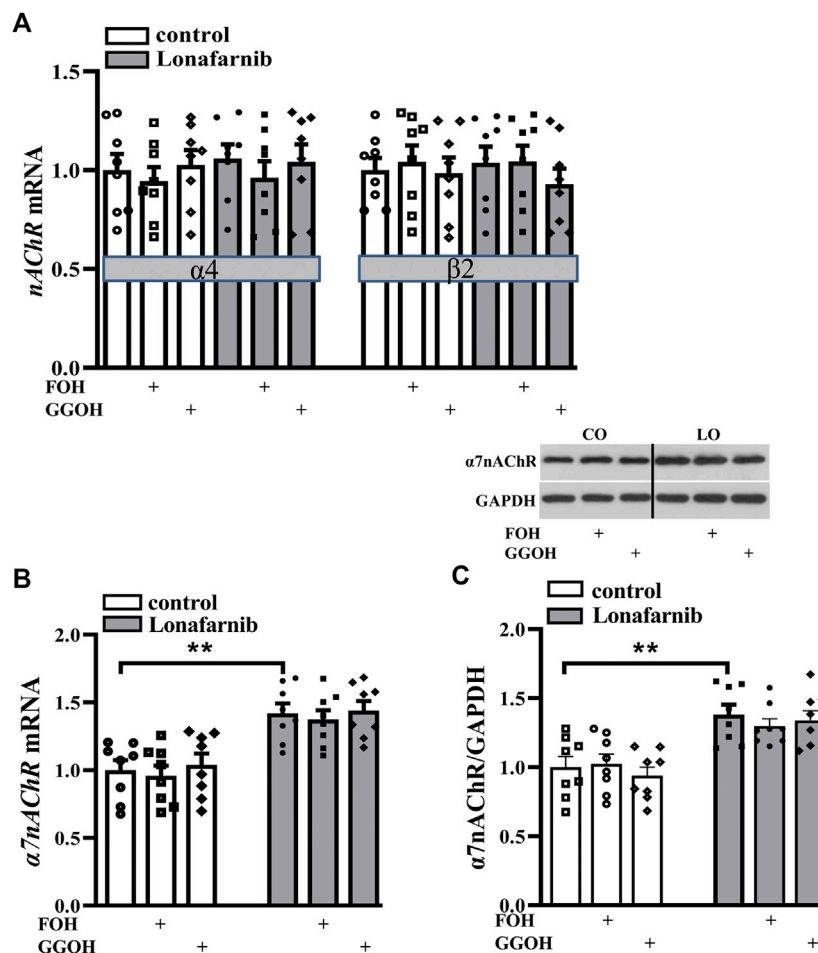 A
control
Lonafarnib
nAChR mRNA
1.5
1.0
0.5
0.0
α4
β2
FOH + + + +
GGOH + + + +
CO LO
α7nAChR
GAPDH
FOH + +
GGOH + +
B
control
Lonafarnib
α7nAChR mRNA
2.0
1.5
1.0
0.5
0.0
**
FOH + +
GGOH + +
C
control
Lonafarnib
α7nAChR/GAPDH
2.0
1.5
1.0
0.5
0.0
**
FOH + +
GGOH + +